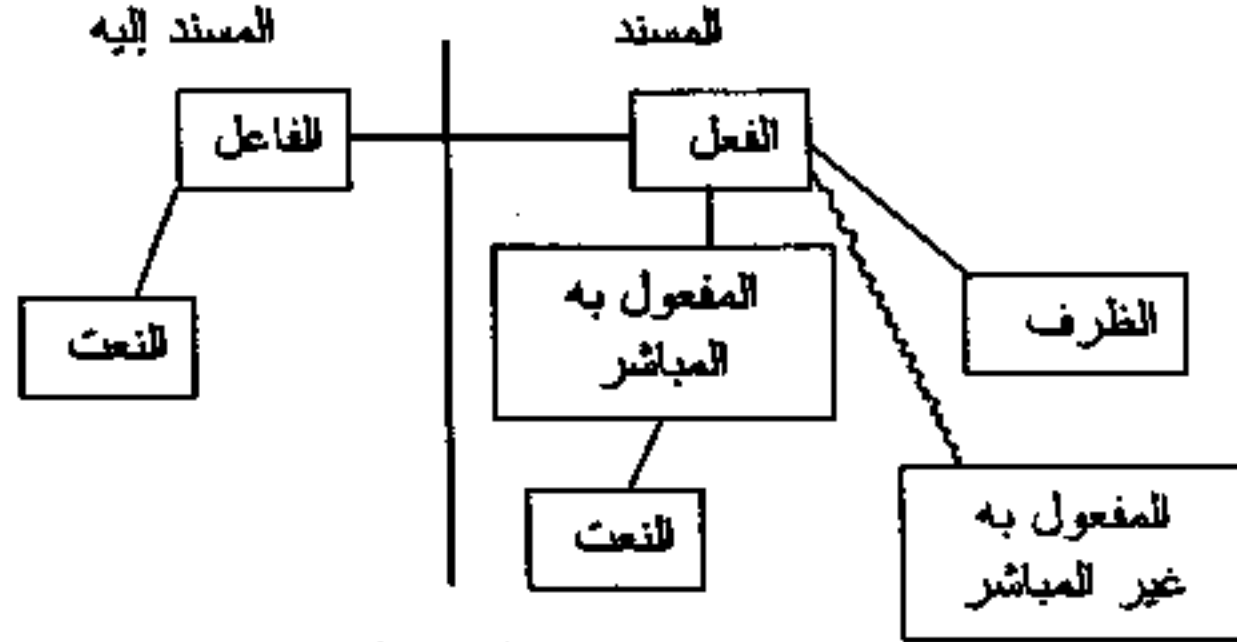 المسند
المسند إليه
الفعل
الفاعل
المفعول به
المباشر
الظرف
النعت
النعت
المفعول به
غير المباشر